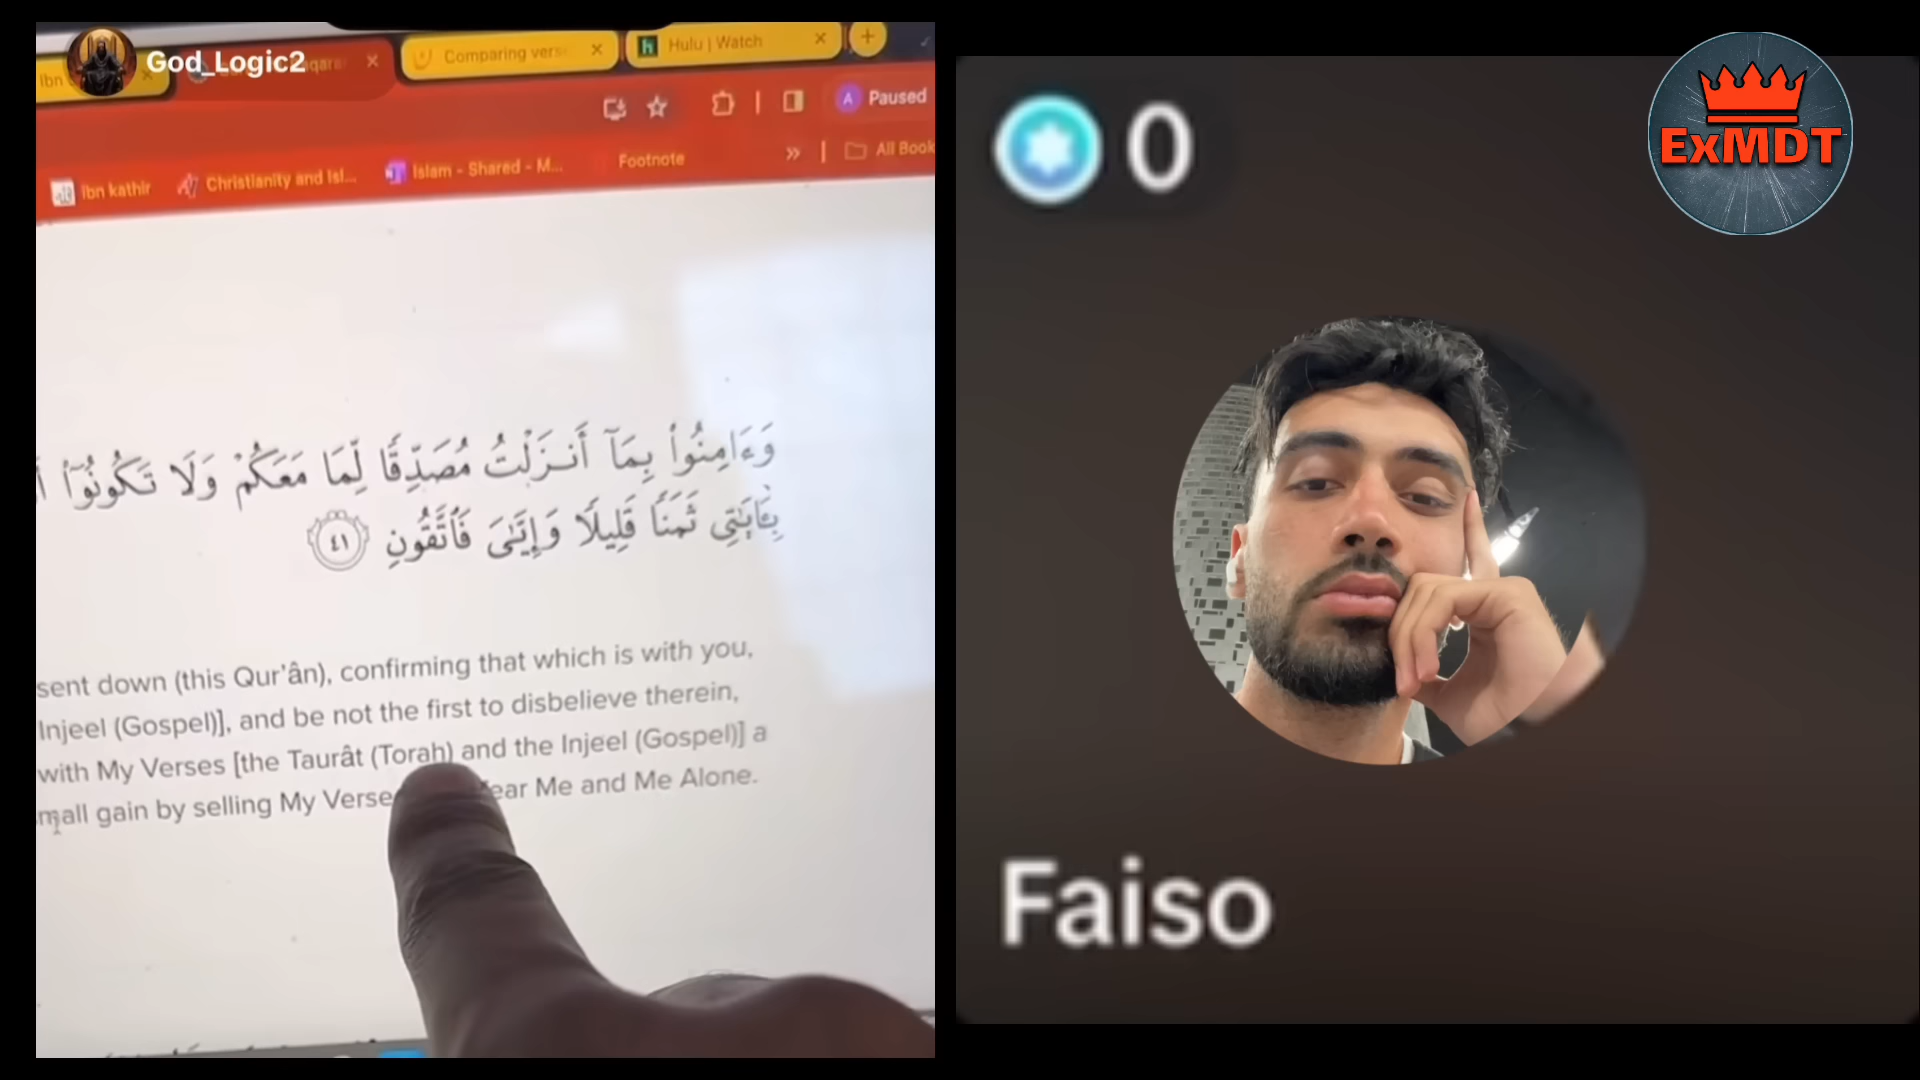 God_Logic2
Comparing vers
Hulu | Watch
Ibn
Paused
Ibn kathir
Christianity and Isl...
Islam - Shared - M...
Footnote
All Book
وَءَامِنُوا۟ بِمَآ أَنزَلْتُ مُصَدِّقًا لِّمَا مَعَكُمْ وَلَا تَكُونُوٓا۟
بِـَٔايَـٰتِى ثَمَنًا قَلِيلًا وَإِيَّـٰىَ فَٱتَّقُونِ ٤١
sent down (this Qur'ân), confirming that which is with you,
Injeel (Gospel)], and be not the first to disbelieve therein,
with My Verses [the Taurât (Torah) and the Injeel (Gospel)] a
mall gain by selling My Verse ear Me and Me Alone.
0
ExMDT
Faiso